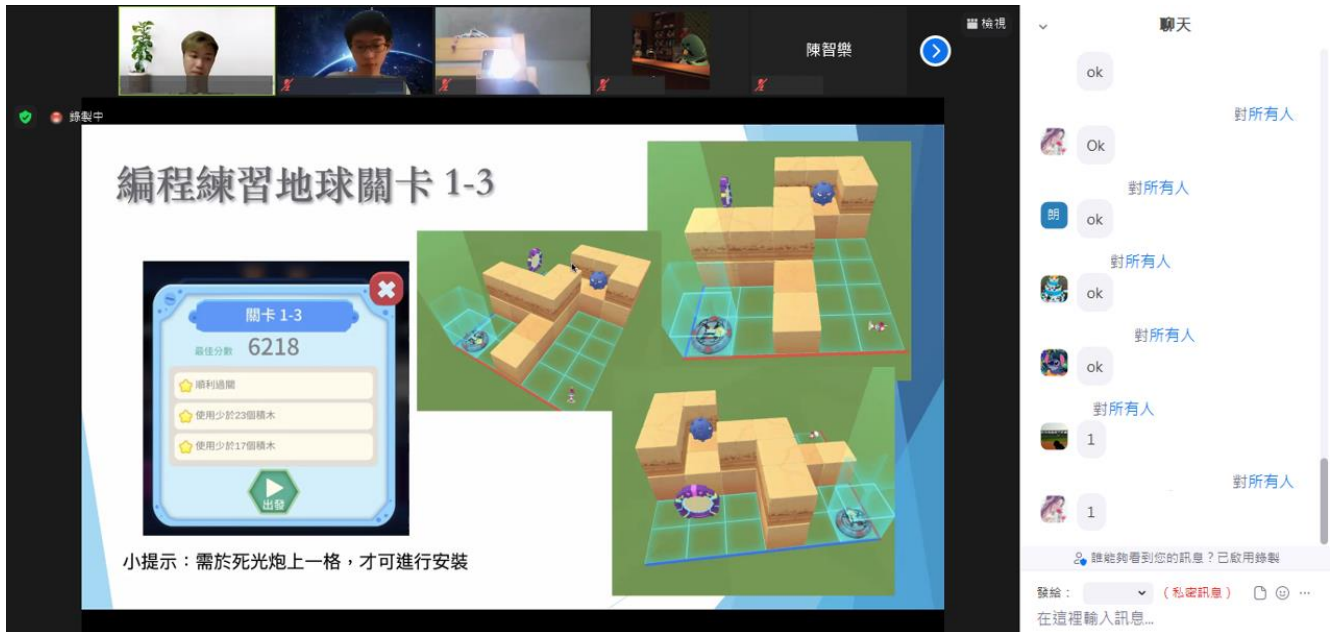 陳智樂
檢視
錄製中
編程練習地球關卡 1-3
關卡 1-3
最佳分數 6218
順利過關
使用少於23個積木
使用少於17個積木
出發
小提示：需於死光炮上一格，才可進行安裝
聊天
ok
對所有人
Ok
對所有人
朗
ok
對所有人
ok
對所有人
ok
對所有人
1
對所有人
1
誰能夠看到您的訊息？已啟用錄製
發給：
（私密訊息）
在這裡輸入訊息...